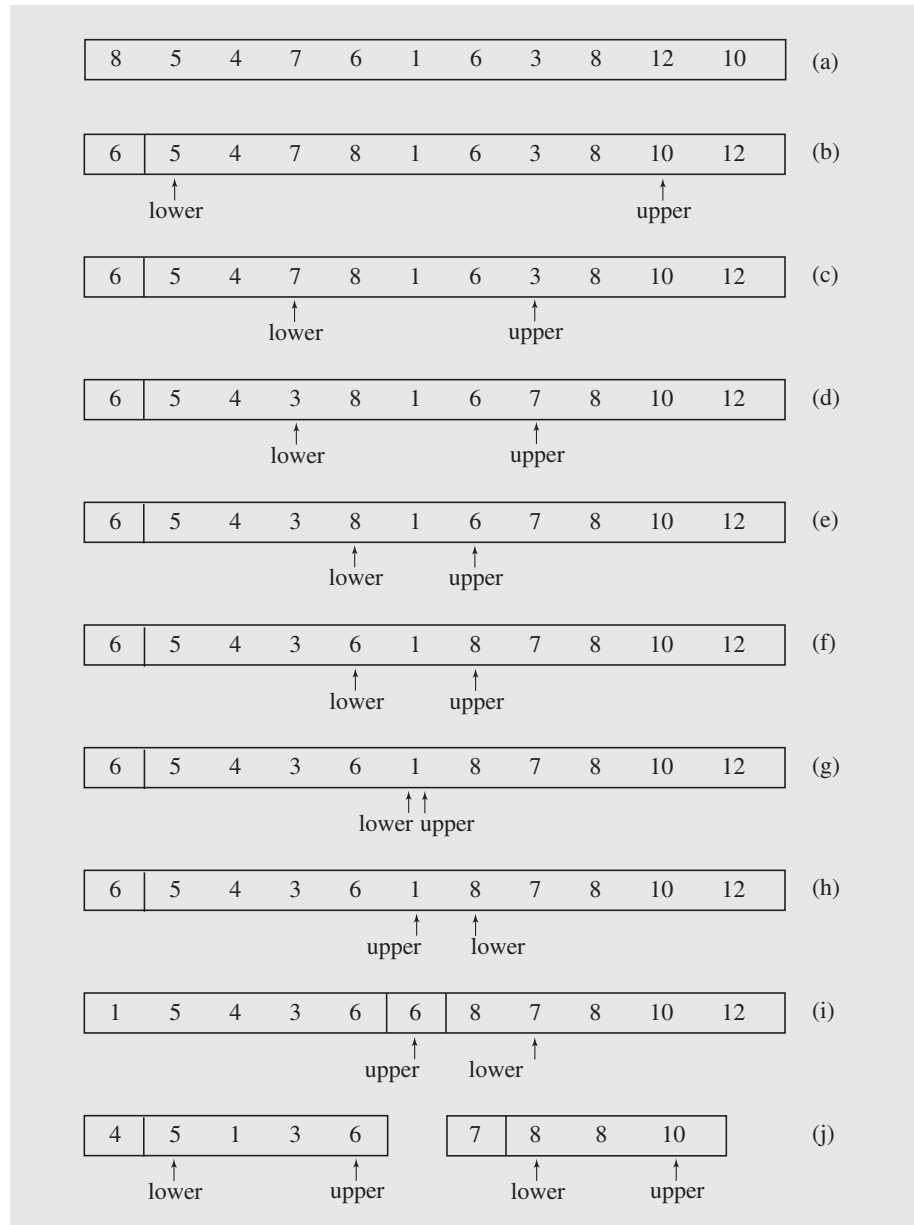 8 5 4 7 6 1 6 3 8 12 10 (a)
6 5 4 7 8 1 6 3 8 10 12 (b)
lower upper
6 5 4 7 8 1 6 3 8 10 12 (c)
lower upper
6 5 4 3 8 1 6 7 8 10 12 (d)
lower upper
6 5 4 3 8 1 6 7 8 10 12 (e)
lower upper
6 5 4 3 6 1 8 7 8 10 12 (f)
lower upper
6 5 4 3 6 1 8 7 8 10 12 (g)
lower upper
6 5 4 3 6 1 8 7 8 10 12 (h)
upper lower
1 5 4 3 6 6 8 7 8 10 12 (i)
upper lower
4 5 1 3 6 7 8 8 10 (j)
lower upper lower upper